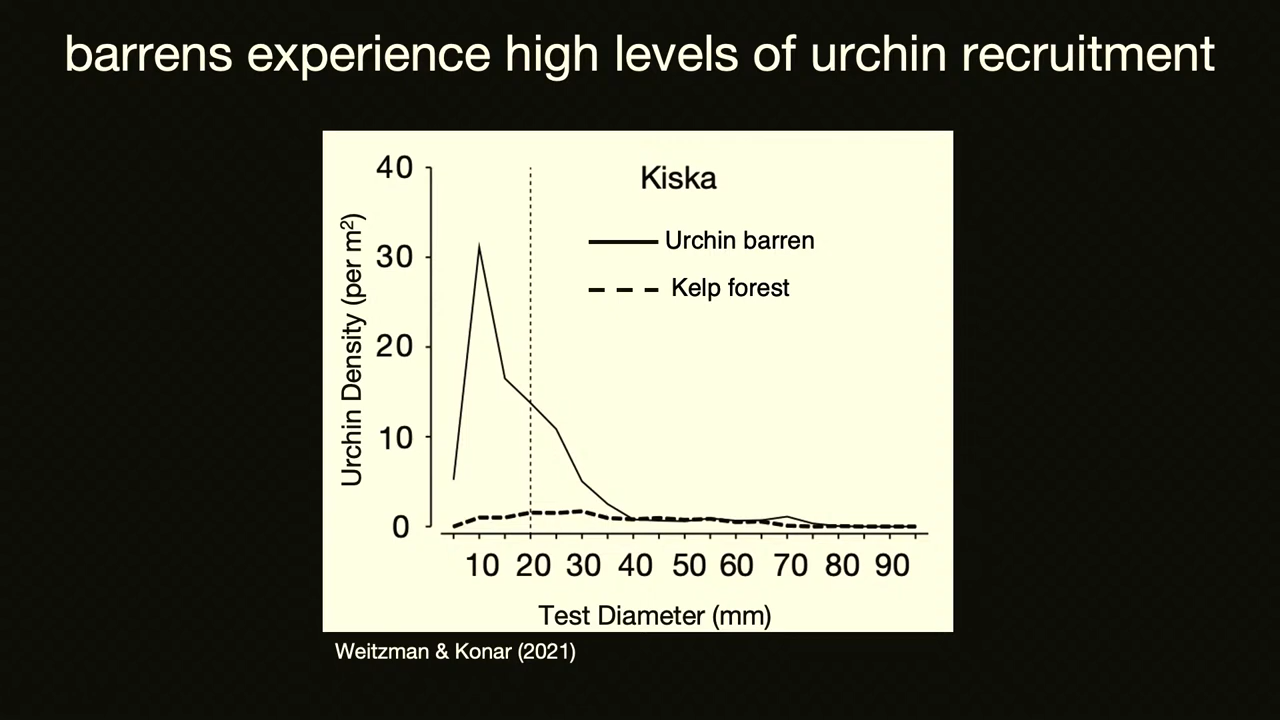 barrens experience high levels of urchin recruitment
Kiska
Urchin barren
Kelp forest
Urchin Density (per m²)
40
30
20
10
0
10 20 30 40 50 60 70 80 90
Test Diameter (mm)
Weitzman & Konar (2021)